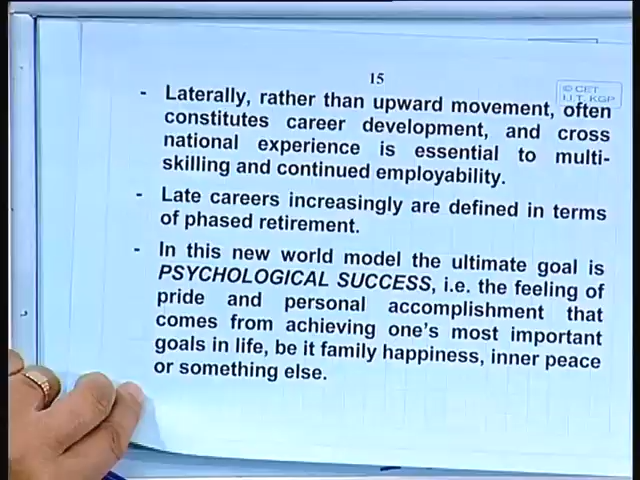 15
© CET
I.I.T. KGP
- Laterally, rather than upward movement, often
constitutes career development, and cross
national experience is essential to multi-
skilling and continued employability.
- Late careers increasingly are defined in terms
of phased retirement.
- In this new world model the ultimate goal is
PSYCHOLOGICAL SUCCESS, i.e. the feeling of
pride and personal accomplishment that
comes from achieving one's most important
goals in life, be it family happiness, inner peace
or something else.